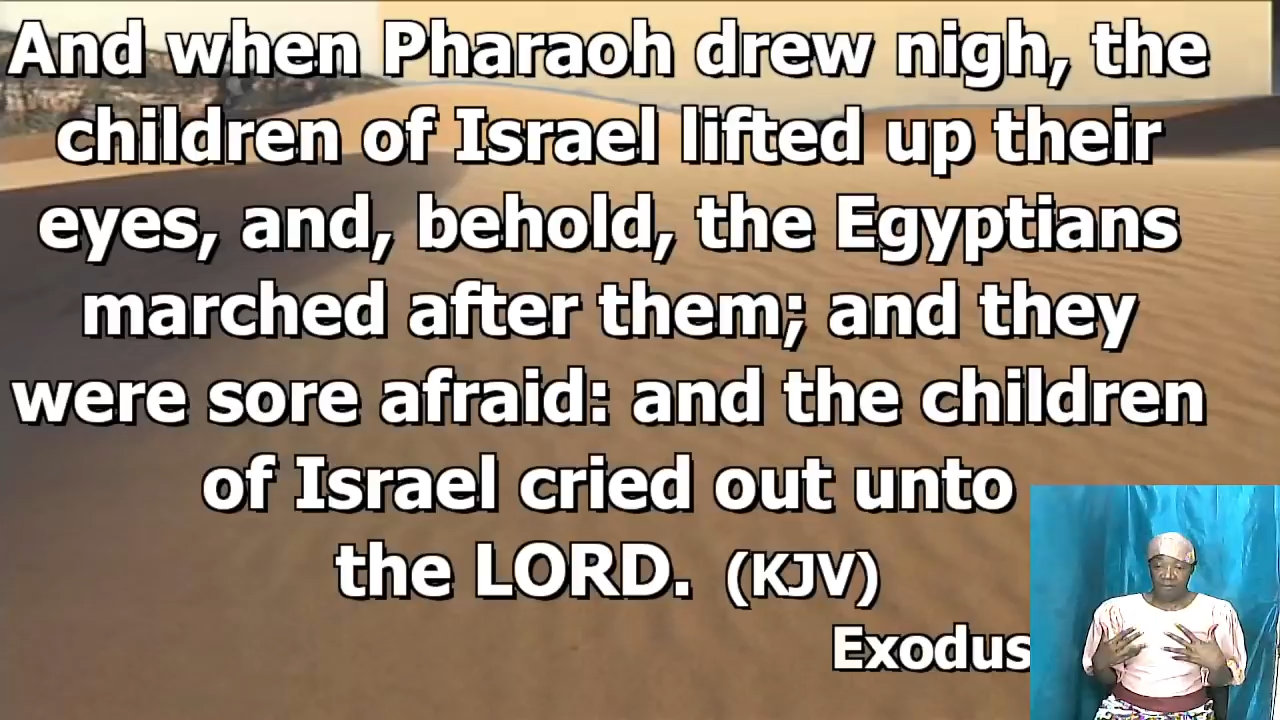 And when Pharaoh drew nigh, the
children of Israel lifted up their
eyes, and, behold, the Egyptians
marched after them; and they
were sore afraid: and the children
of Israel cried out unto
the LORD. (KJV)
Exodus